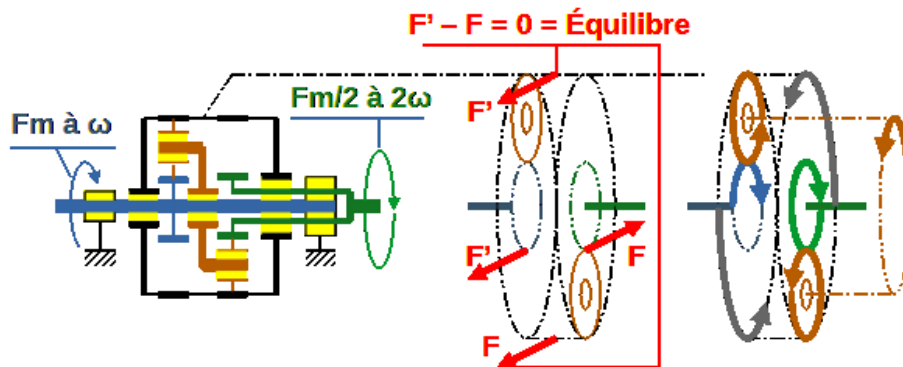 F’ – F = 0 = Équilibre
F’
Fm/2 à 2ω
Fm à ω
F’
F
F